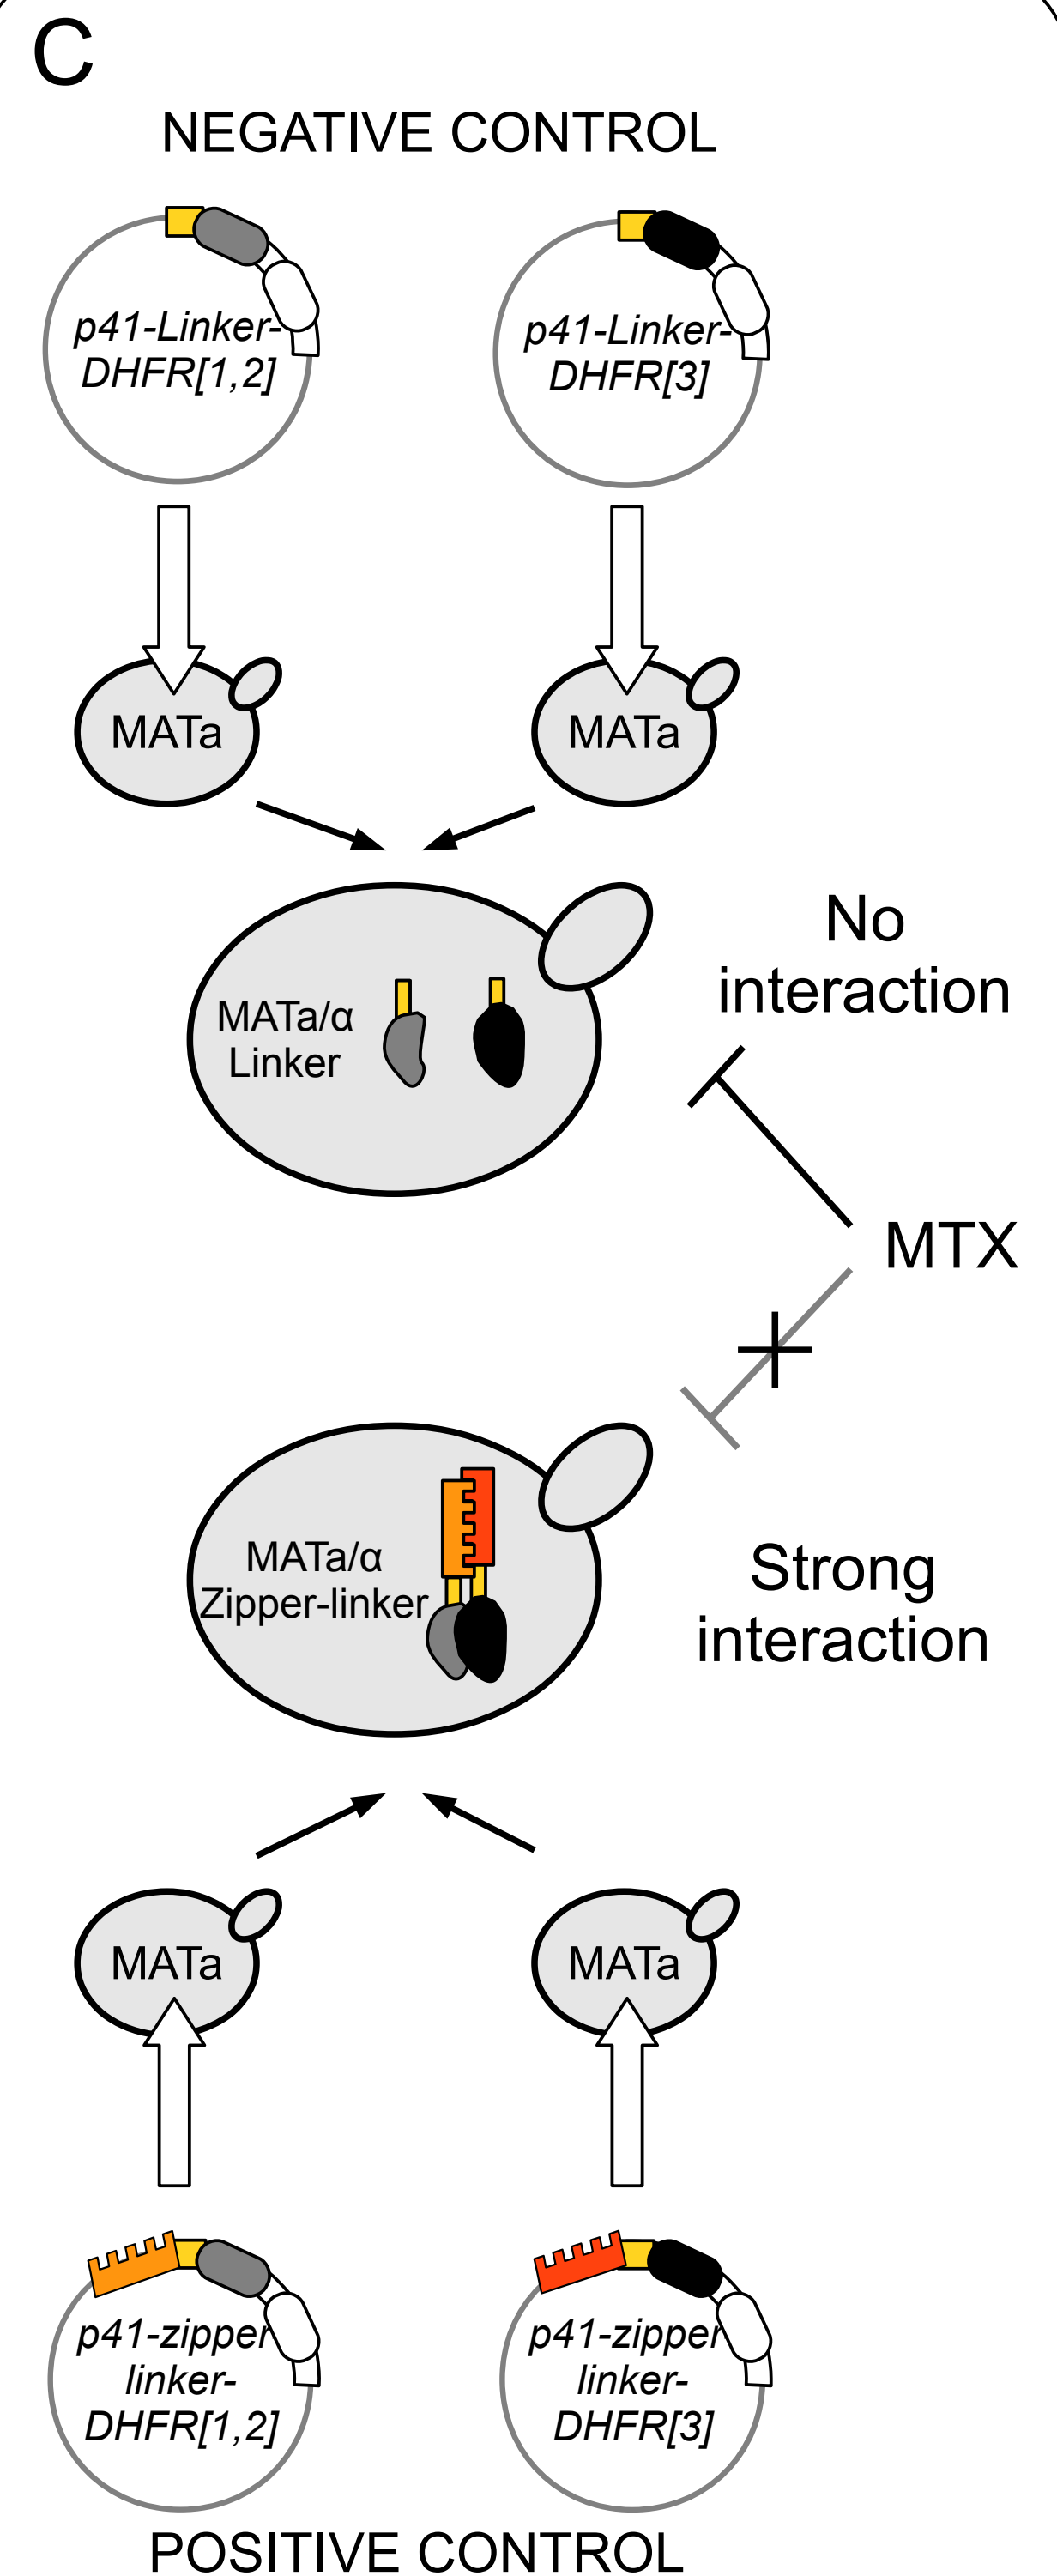 C
NEGATIVE CONTROL
p41-Linker-
DHFR[1,2]
p41-Linker-
DHFR[3]
MATa
MATa
MATa/α
Linker
No
interaction
MTX
MATa/α
Zipper-linker
Strong
interaction
MATa
MATa
p41-zipper
linker-
DHFR[1,2]
p41-zipper
linker-
DHFR[3]
POSITIVE CONTROL